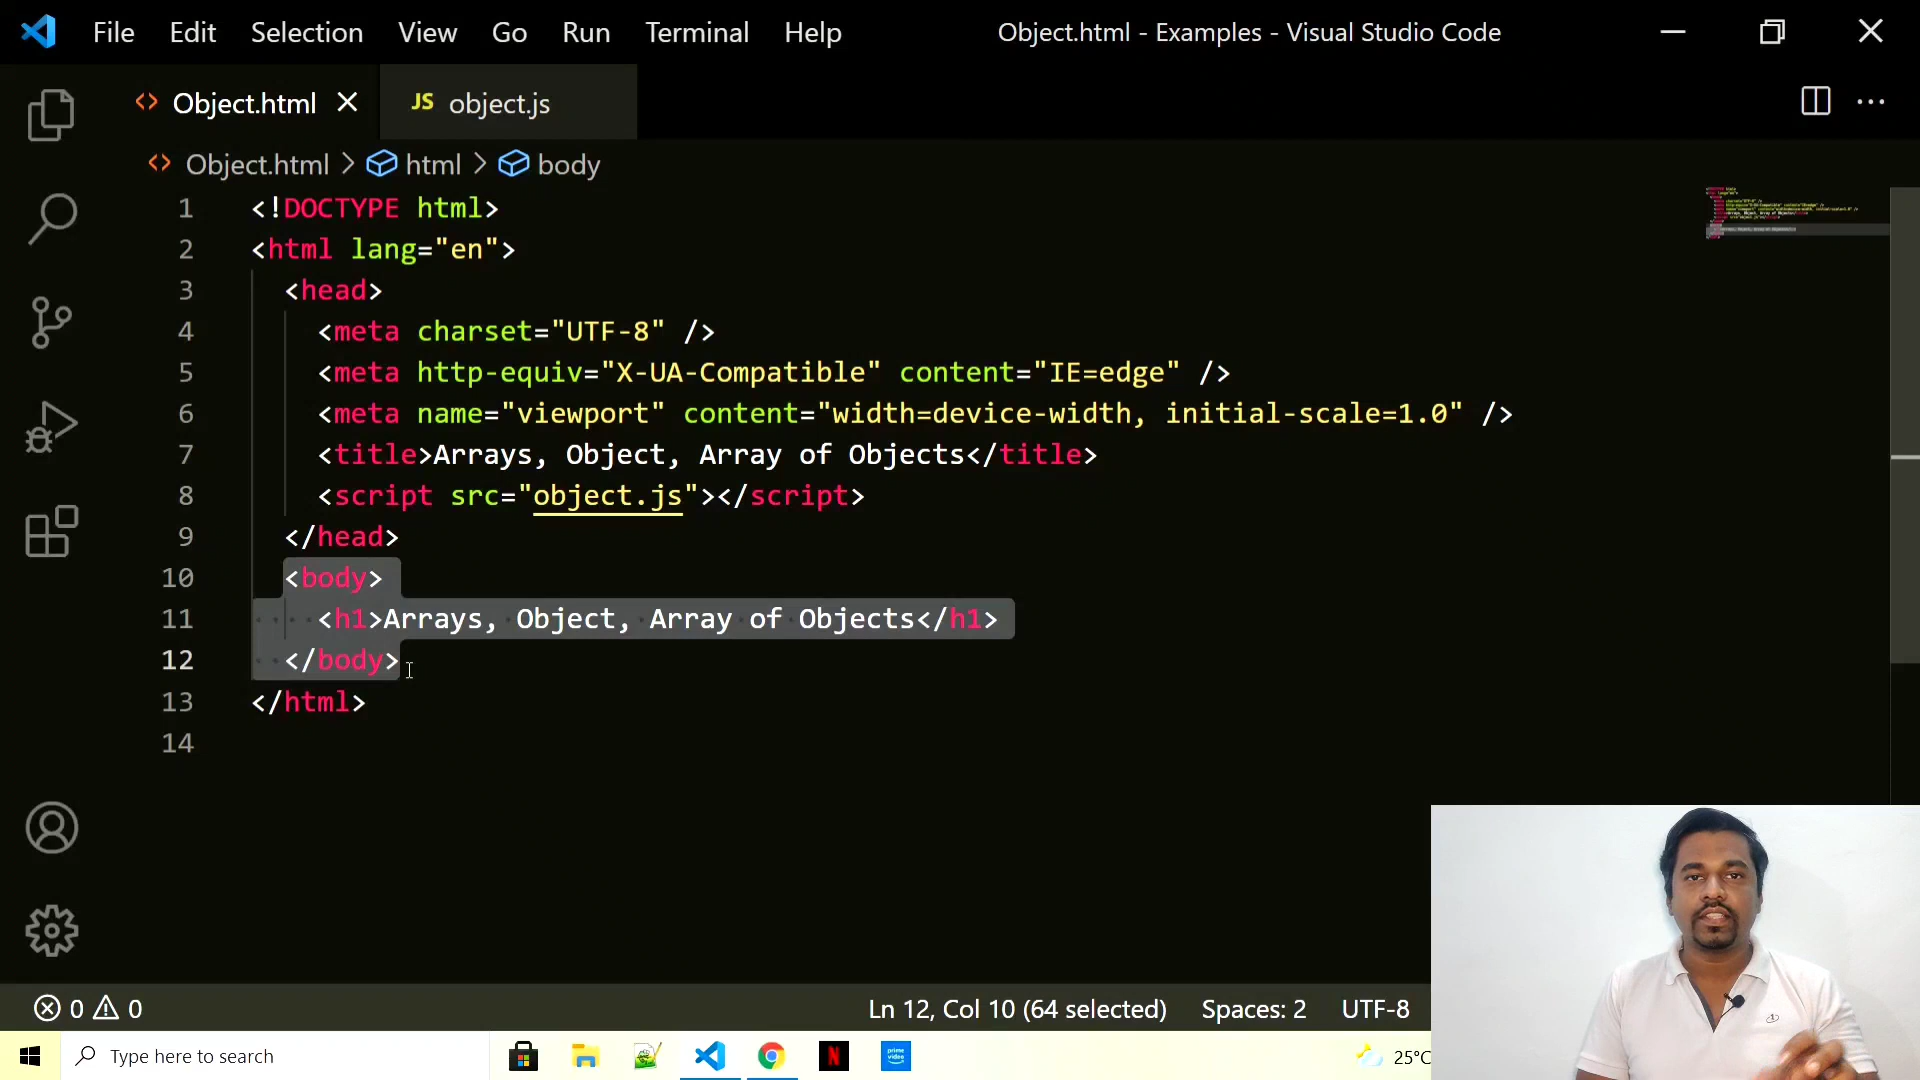 File Edit Selection View Go Run Terminal Help Object.html - Examples - Visual Studio Code
Object.html JS object.js
Object.html > html > body
1 <!DOCTYPE html>
2 <html lang="en">
3 <head>
4 <meta charset="UTF-8" />
5 <meta http-equiv="X-UA-Compatible" content="IE=edge" />
6 <meta name="viewport" content="width=device-width, initial-scale=1.0" />
7 <title>Arrays, Object, Array of Objects</title>
8 <script src="object.js"></script>
9 </head>
10 <body>
11 <h1>Arrays, Object, Array of Objects</h1>
12 </body>
13 </html>
14
0 0 Ln 12, Col 10 (64 selected) Spaces: 2 UTF-8
Type here to search N prime video 25°C